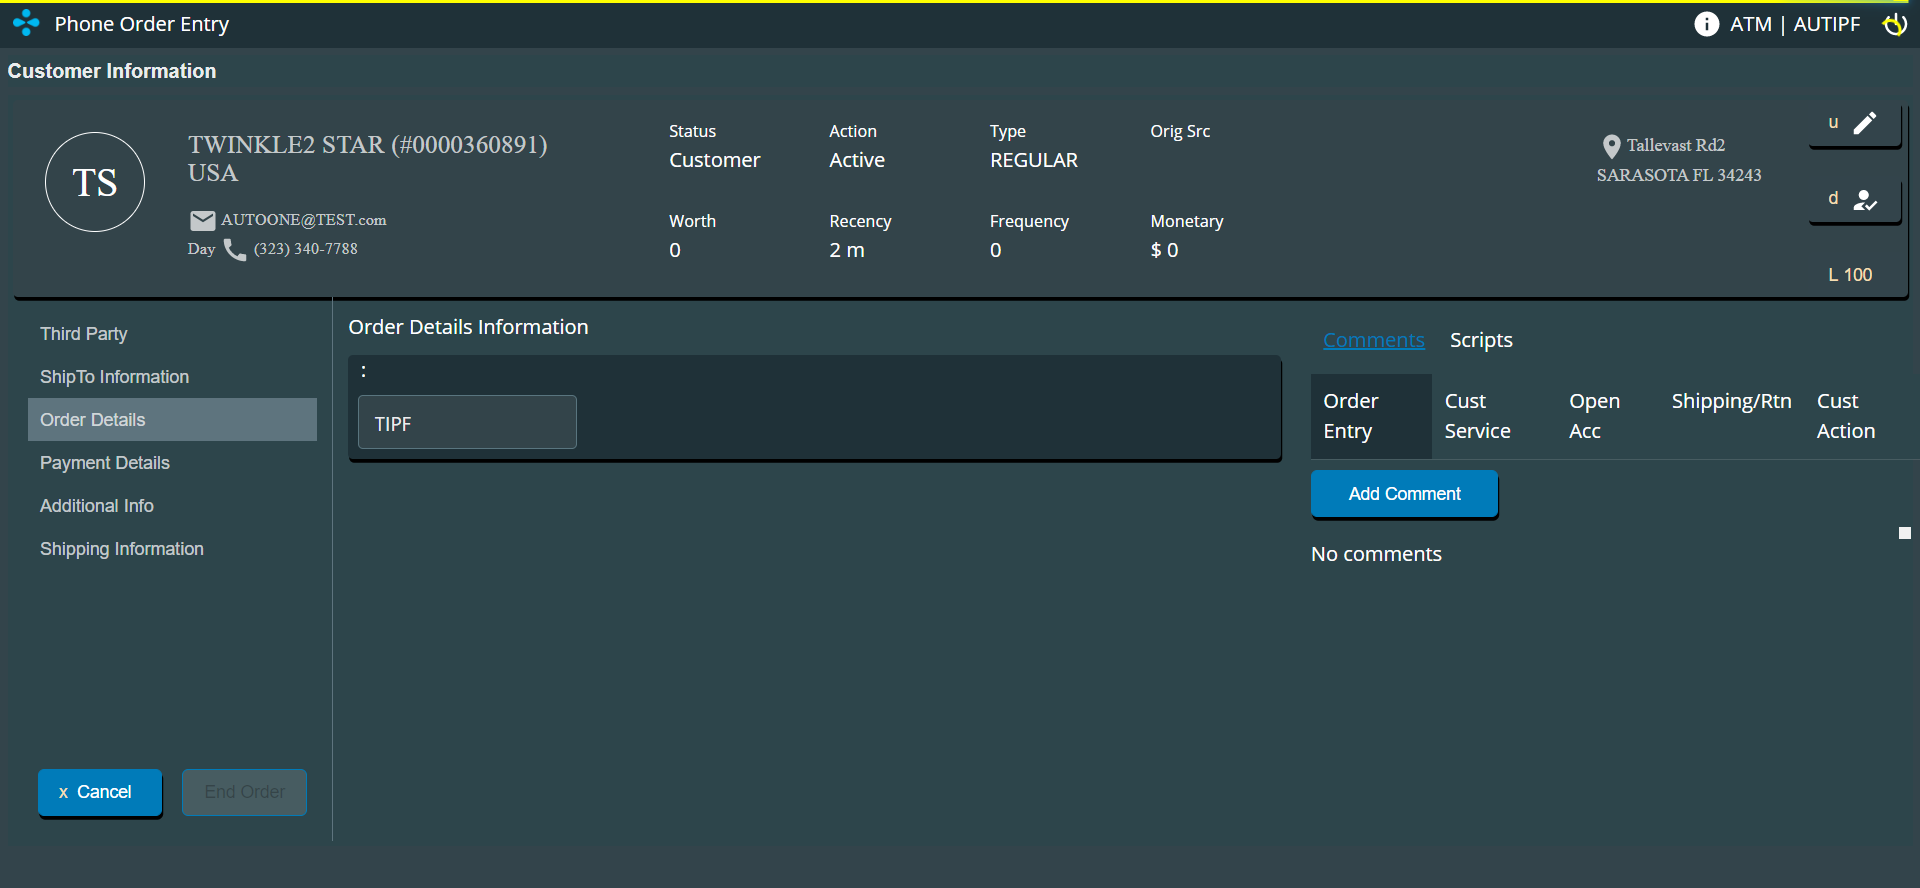 Phone Order Entry
ATM | AUTIPF
Customer Information
TS
TWINKLE2 STAR (#0000360891)
USA
AUTOONE@TEST.com
Day (323) 340-7788
Status
Customer
Action
Active
Type
REGULAR
Orig Src
Worth
0
Recency
2 m
Frequency
0
Monetary
$ 0
Tallevast Rd2
SARASOTA FL 34243
u
d
L 100
Third Party
ShipTo Information
Order Details
Payment Details
Additional Info
Shipping Information
x Cancel
End Order
Order Details Information
:
TIPF
Comments
Scripts
Order
Entry
Cust
Service
Open
Acc
Shipping/Rtn
Cust
Action
Add Comment
No comments